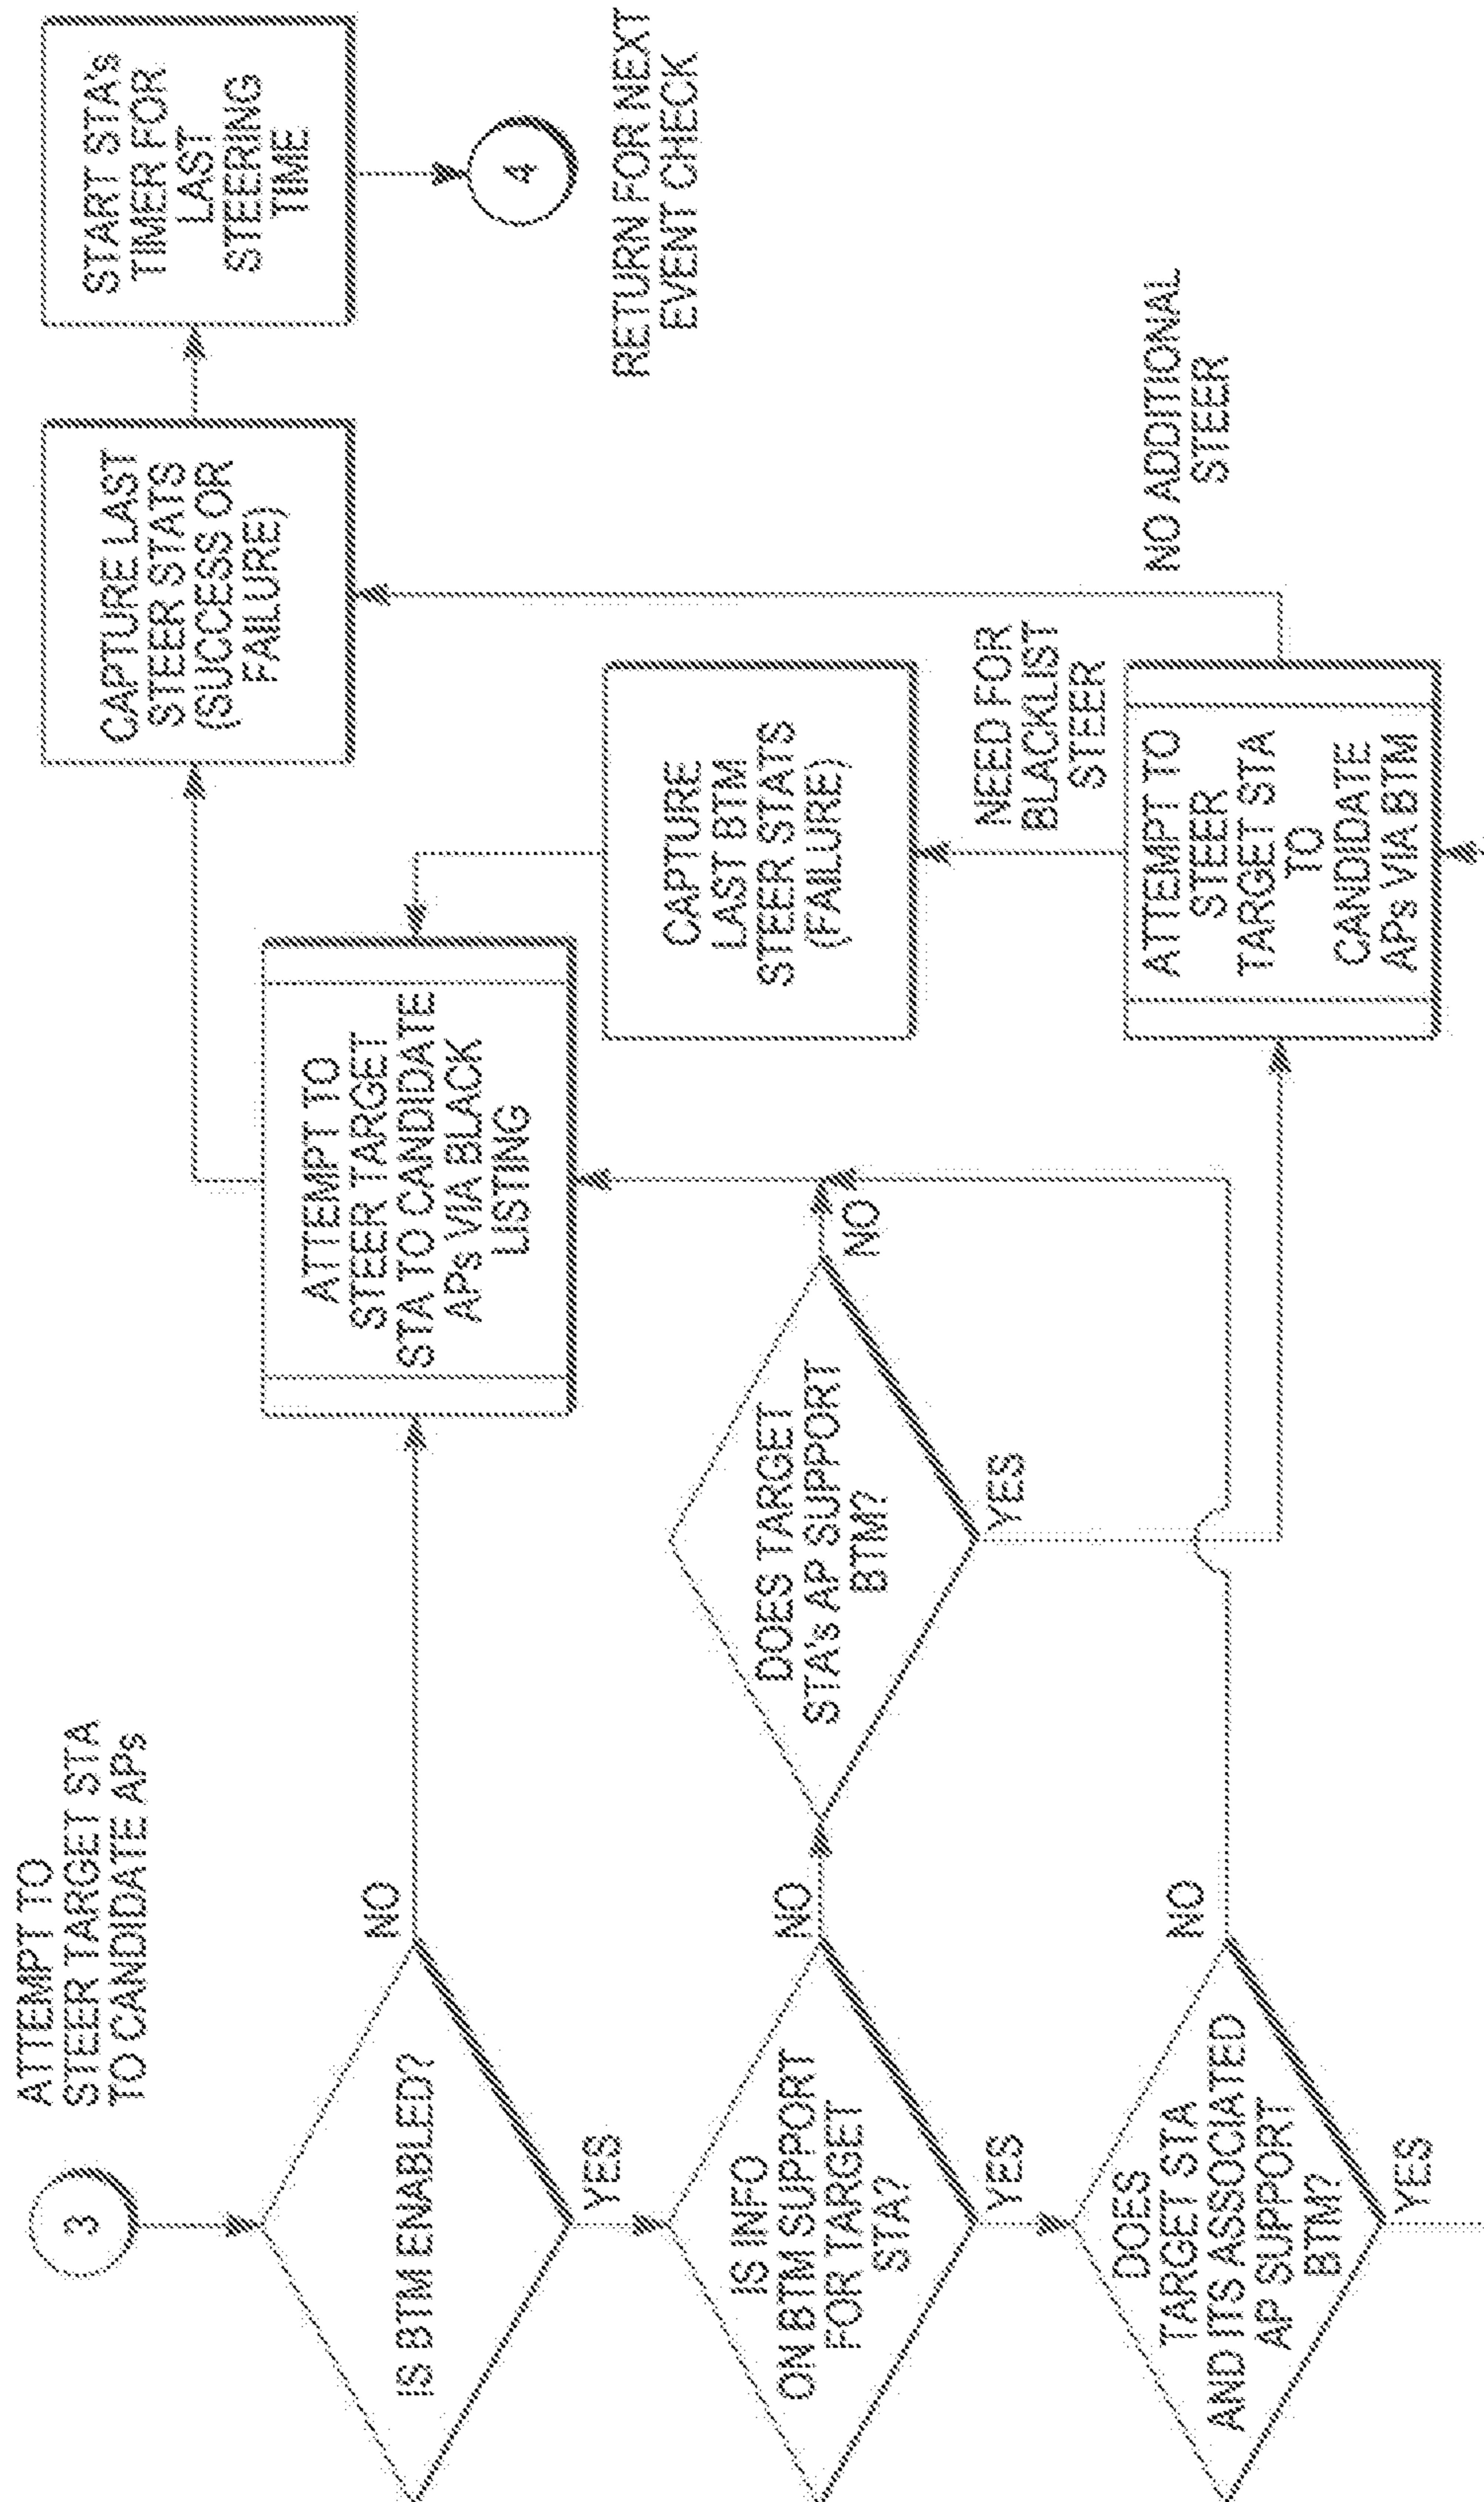 3
ATTEMPT TO
STEER TARGET STA
TO CANDIDATE APs
IS BTM ENABLED?
NO
YES
IS INFO
ON BTM SUPPORT
FOR TARGET
STA?
NO
YES
DOES
TARGET STA
AND ITS ASSOCIATED
AP SUPPORT
BTM?
NO
YES
DOES TARGET
STA's AP SUPPORT
BTM?
NO
YES
ATTEMPT TO
STEER TARGET
STA TO CANDIDATE
APs VIA BLACK
LISTING
CAPTURE
LAST BTM
STEER STATS
(FAILURE)
NEED FOR
BLACKLIST
STEER
ATTEMPT TO
STEER
TARGET STA
TO
CANDIDATE
APs VIA BTM
NO ADDITIONAL
STEER
CAPTURE LAST
STEER STATS
(SUCCESS OR
FAILURE)
START STA's
TIMER FOR
LAST
STEERING
TIME
4
RETURN FOR NEXT
EVENT CHECK